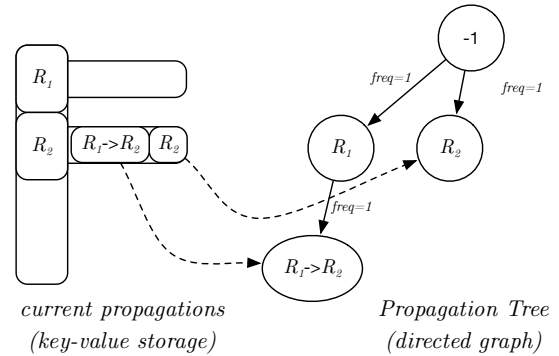 -1
freq=1
freq=1
R1
R2
R1->R2
R2
R1
R2
freq=1
R1->R2
current propagations
(key-value storage)
Propagation Tree
(directed graph)